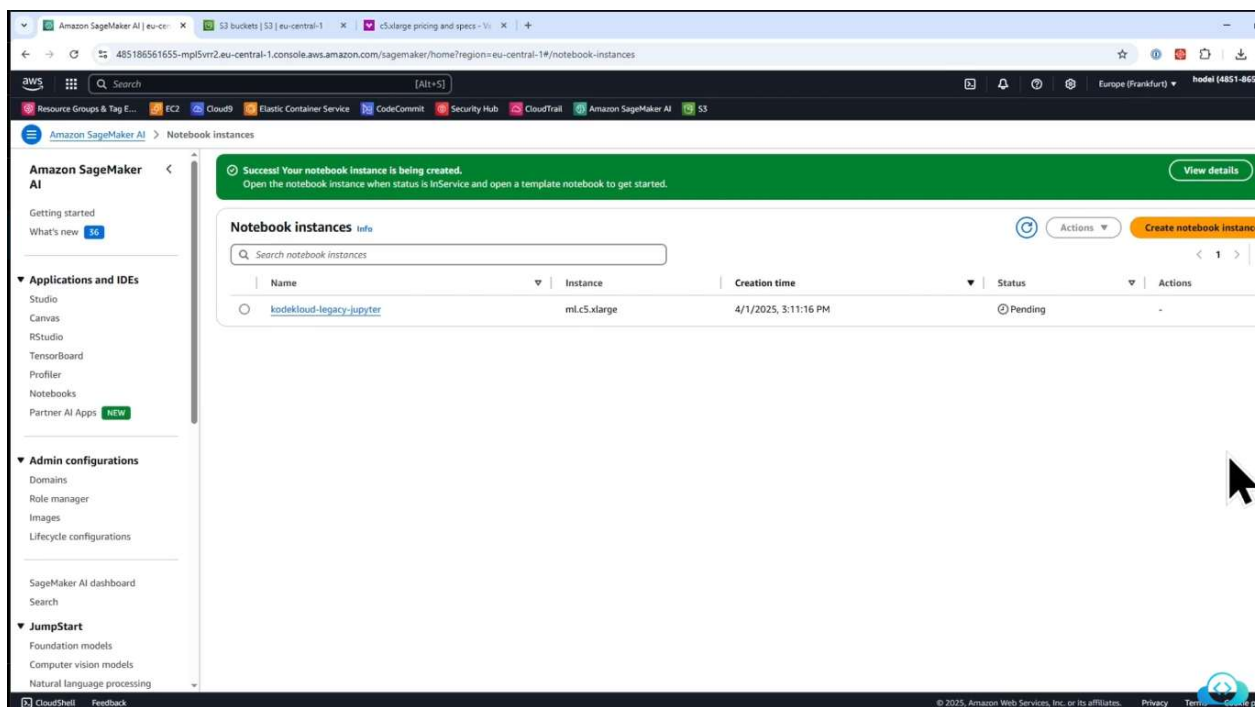 Amazon SageMaker AI | eu-cen
S3 buckets | S3 | eu-central-1
c5.xlarge pricing and specs - Va
485186561655-mpl5vrr2.eu-central-1.console.aws.amazon.com/sagemaker/home?region=eu-central-1#/notebook-instances
aws
Search
[Alt+S]
Europe (Frankfurt)
hodei (4851-865
Resource Groups & Tag E...
EC2
Cloud9
Elastic Container Service
CodeCommit
Security Hub
CloudTrail
Amazon SageMaker AI
S3
Amazon SageMaker AI > Notebook instances
Amazon SageMaker
AI
Getting started
What's new 36
Applications and IDEs
Studio
Canvas
RStudio
TensorBoard
Profiler
Notebooks
Partner AI Apps NEW
Admin configurations
Domains
Role manager
Images
Lifecycle configurations
SageMaker AI dashboard
Search
JumpStart
Foundation models
Computer vision models
Natural language processing
Success! Your notebook instance is being created.
Open the notebook instance when status is InService and open a template notebook to get started.
View details
Notebook instances Info
Actions
Create notebook instanc
Search notebook instances
1
Name Instance Creation time Status Actions
kodekloud-legacy-jupyter ml.c5.xlarge 4/1/2025, 3:11:16 PM Pending -
CloudShell Feedback
© 2025, Amazon Web Services, Inc. or its affiliates. Privacy